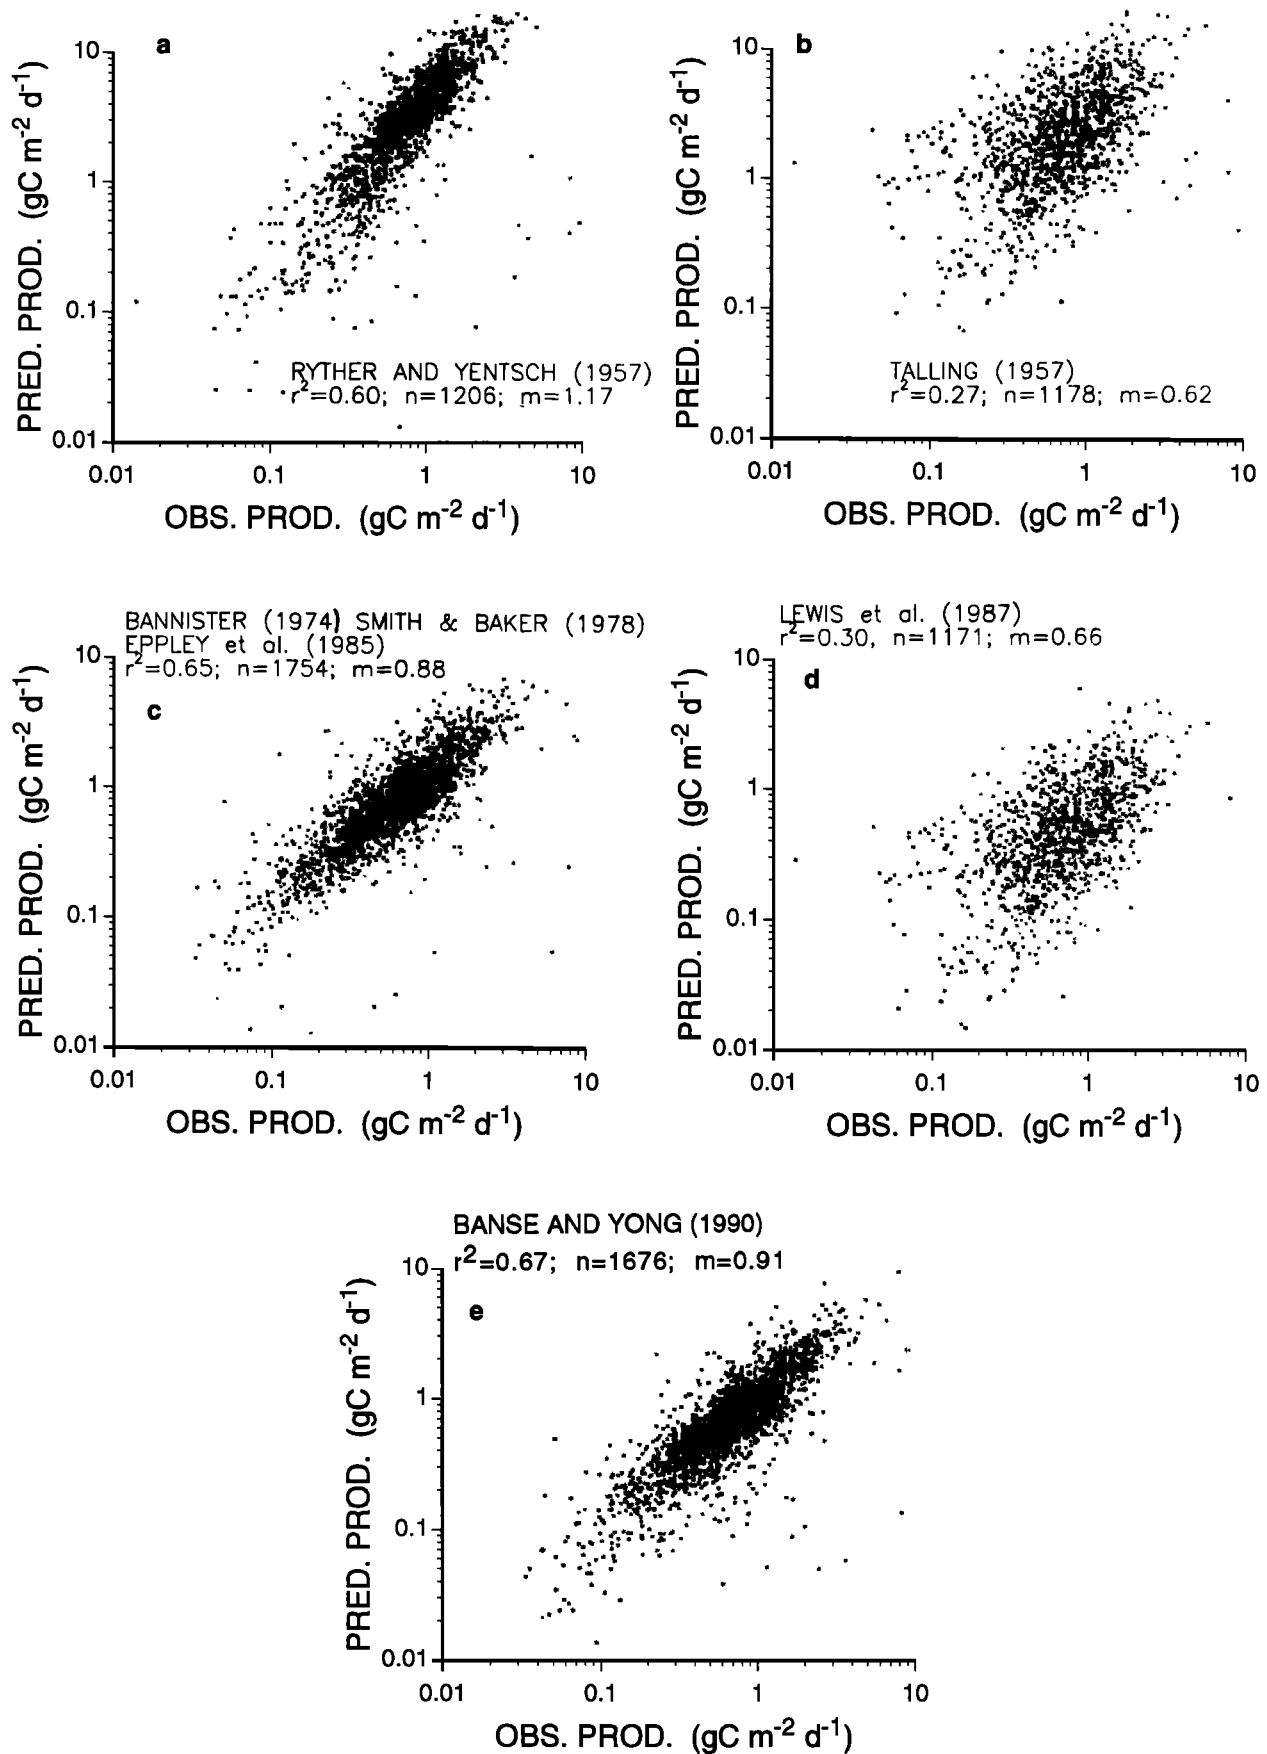 a
10
1
0.1
0.01
PRED. PROD. (gC m-2 d-1)
RYTHER AND YENTSCH (1957)
r2=0.60; n=1206; m=1.17
0.01 0.1 1 10
OBS. PROD. (gC m-2 d-1)
b
10
1
0.1
0.01
PRED. PROD. (gC m-2 d-1)
TALLING (1957)
r2=0.27; n=1178; m=0.62
0.01 0.1 1 10
OBS. PROD. (gC m-2 d-1)
BANNISTER (1974) SMITH & BAKER (1978)
EPPLEY et al. (1985)
r2=0.65; n=1754; m=0.88
c
10
1
0.1
0.01
PRED. PROD. (gC m-2 d-1)
0.01 0.1 1 10
OBS. PROD. (gC m-2 d-1)
LEWIS et al. (1987)
r2=0.30, n=1171; m=0.66
d
10
1
0.1
0.01
PRED. PROD. (gC m-2 d-1)
0.01 0.1 1 10
OBS. PROD. (gC m-2 d-1)
BANSE AND YONG (1990)
r2=0.67; n=1676; m=0.91
e
10
1
0.1
0.01
PRED. PROD. (gC m-2 d-1)
0.01 0.1 1 10
OBS. PROD. (gC m-2 d-1)